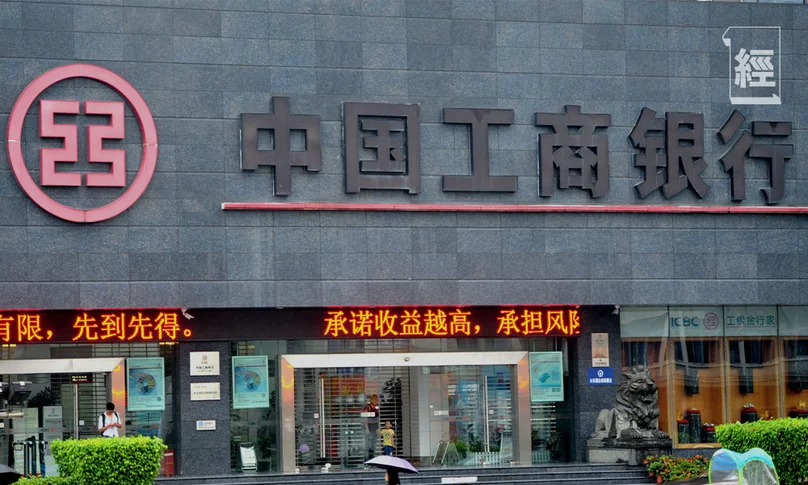 經
中国工商银行
有限，先到先得。
承诺收益越高，承担风险
ICBC 工银金行家